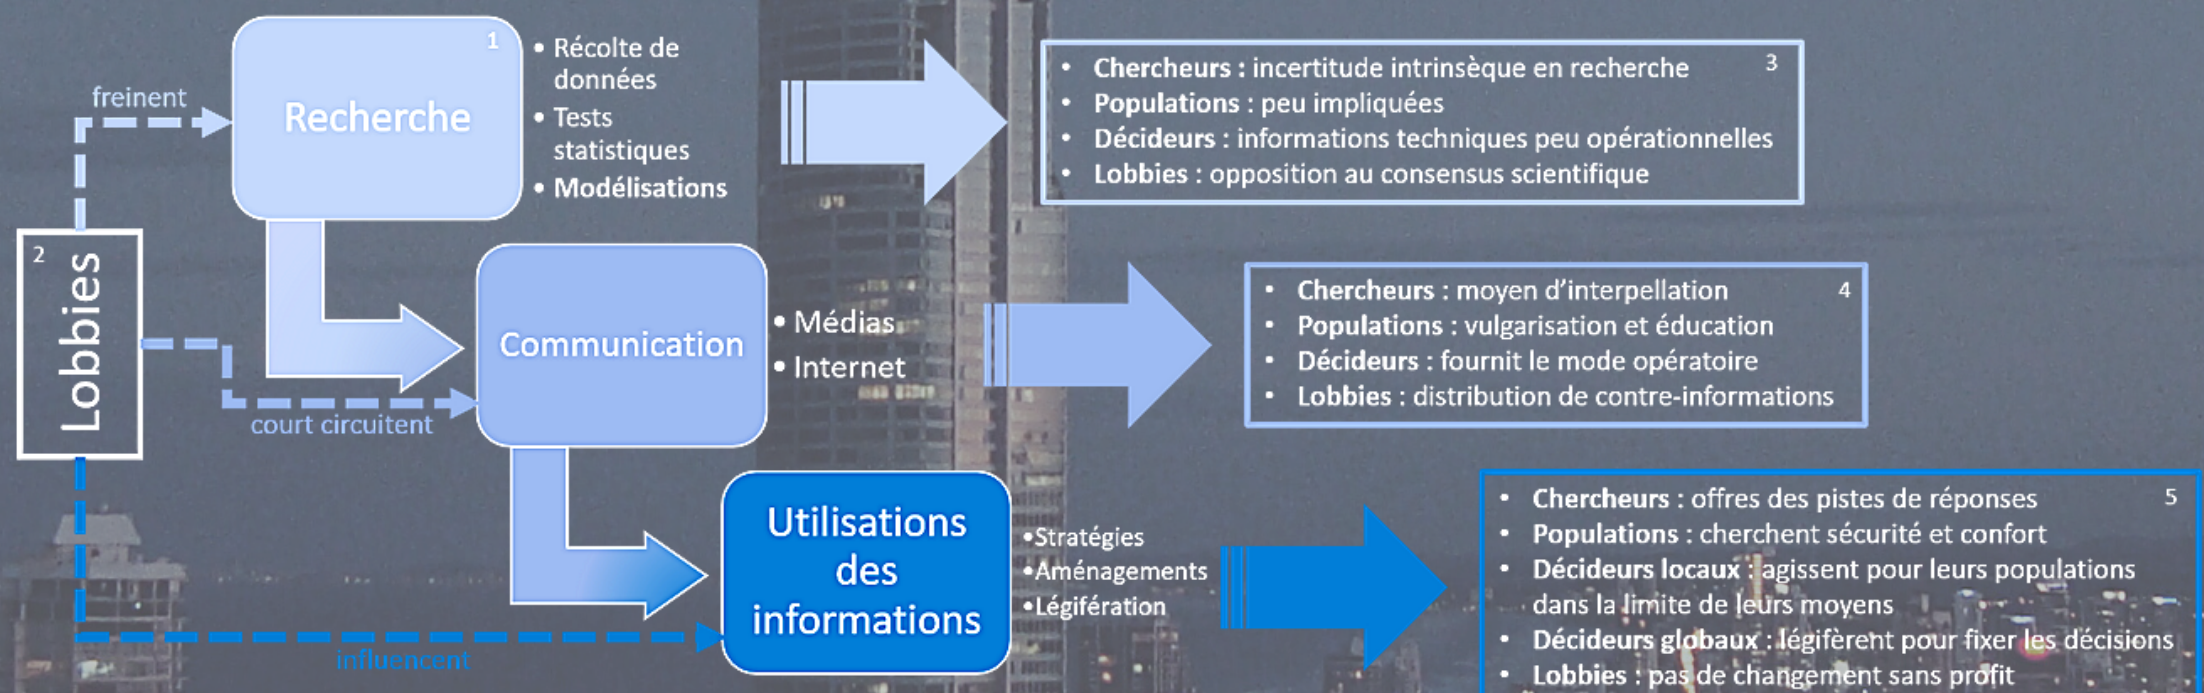 1
Recherche
• Récolte de
données
• Tests
statistiques
• Modélisations
freinent
3
• Chercheurs : incertitude intrinsèque en recherche
• Populations : peu impliquées
• Décideurs : informations techniques peu opérationnelles
• Lobbies : opposition au consensus scientifique
2
Lobbies
court circuitent
Communication
• Médias
• Internet
4
• Chercheurs : moyen d'interpellation
• Populations : vulgarisation et éducation
• Décideurs : fournit le mode opératoire
• Lobbies : distribution de contre-informations
influencent
Utilisations
des
informations
•Stratégies
•Aménagements
•Légifération
5
• Chercheurs : offres des pistes de réponses
• Populations : cherchent sécurité et confort
• Décideurs locaux : agissent pour leurs populations
dans la limite de leurs moyens
• Décideurs globaux : légifèrent pour fixer les décisions
• Lobbies : pas de changement sans profit